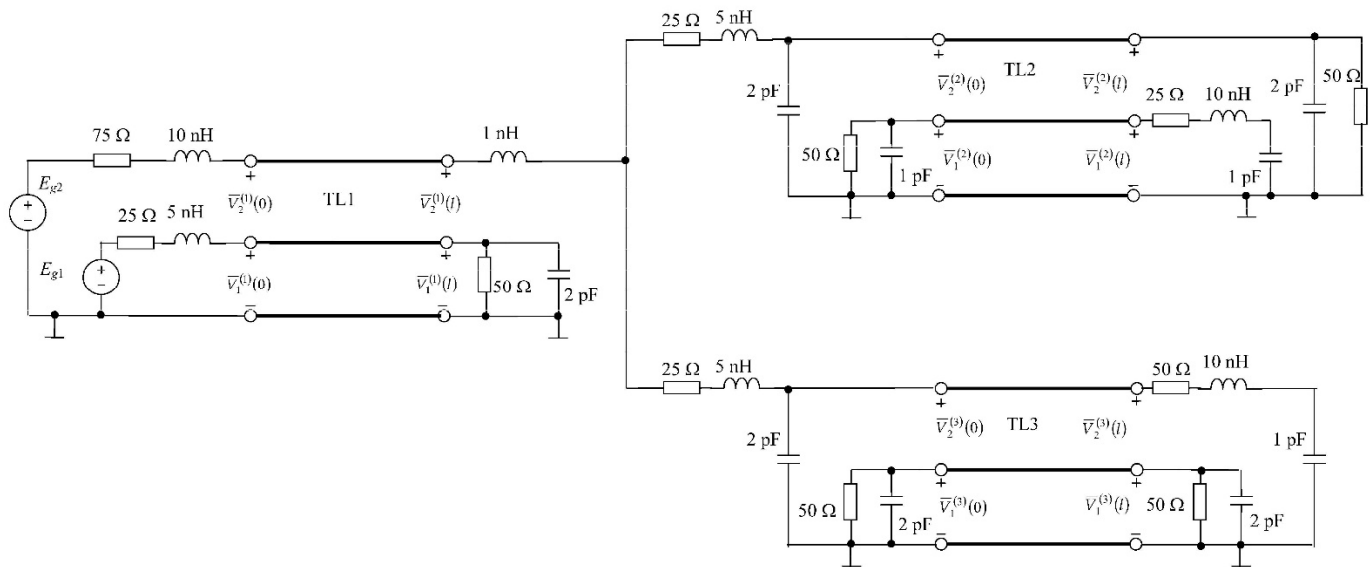 25 Ω 5 nH
TL2
2 pF
V̅₂⁽²⁾(0)
V̅₂⁽²⁾(l)
25 Ω 10 nH
2 pF
50 Ω
75 Ω 10 nH
1 nH
50 Ω
1 pF
V̅₁⁽²⁾(0)
V̅₁⁽²⁾(l)
1 pF
E_g2
V̅₂⁽¹⁾(0)
TL1
V̅₂⁽¹⁾(l)
25 Ω 5 nH
E_g1
V̅₁⁽¹⁾(0)
V̅₁⁽¹⁾(l)
50 Ω
2 pF
25 Ω 5 nH
50 Ω 10 nH
2 pF
V̅₂⁽³⁾(0)
TL3
V̅₂⁽³⁾(l)
1 pF
50 Ω
2 pF
V̅₁⁽³⁾(0)
V̅₁⁽³⁾(l)
50 Ω
2 pF